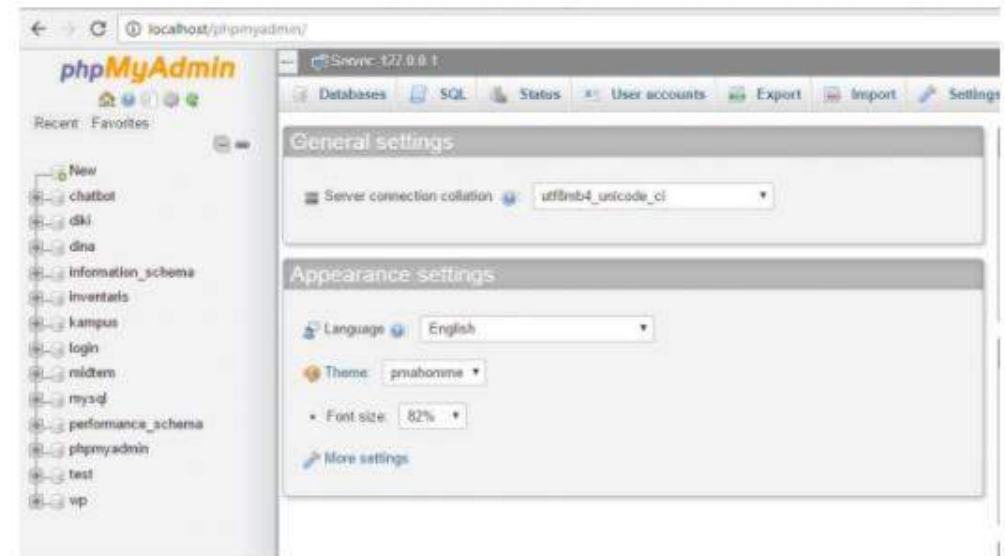 localhost/phpmyadmin/
phpMyAdmin
Recent Favorites
New
chatbot
diki
dina
information_schema
inventaris
kampus
login
midtem
mysql
performance_schema
phpmyadmin
test
wp
Server: 127.0.0.1
Databases SQL Status User accounts Export Import Settings
General settings
Server connection collation utf8mb4_unicode_ci
Appearance settings
Language English
Theme: pmahomme
Font size: 82%
More settings